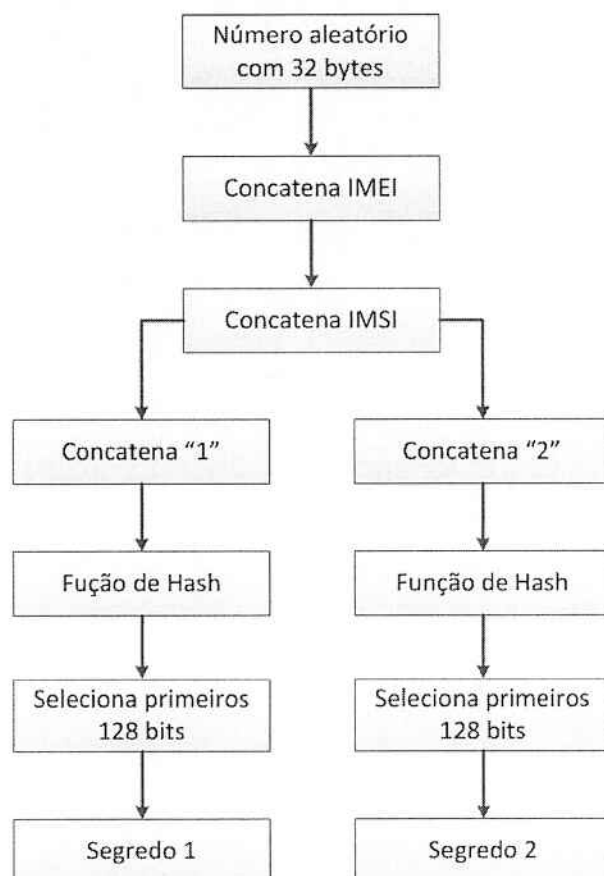 Número aleatório
com 32 bytes
Concatena IMEI
Concatena IMSI
Concatena “1”
Concatena “2”
Fução de Hash
Função de Hash
Seleciona primeiros
128 bits
Seleciona primeiros
128 bits
Segredo 1
Segredo 2